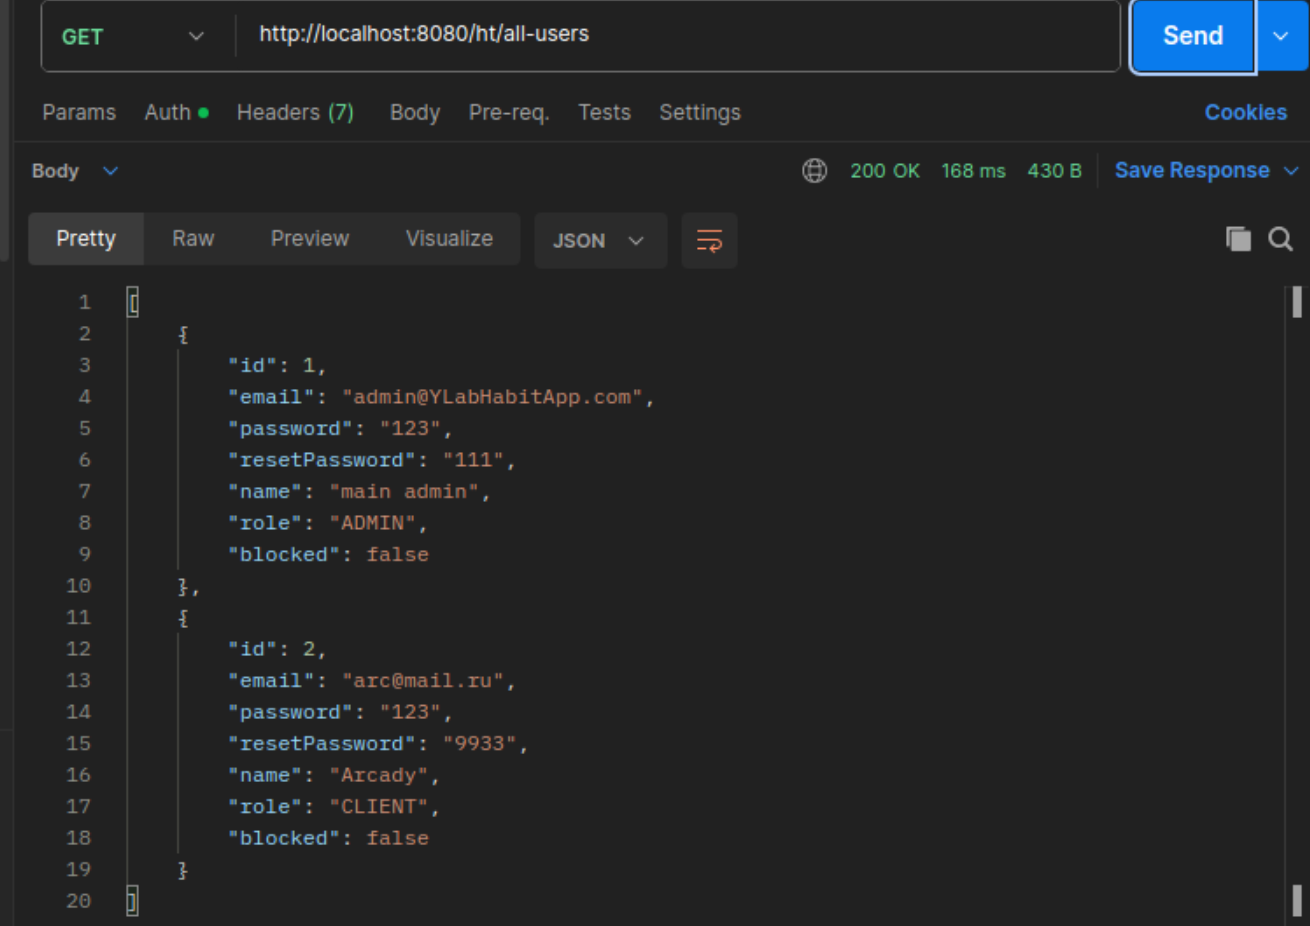 GET http://localhost:8080/ht/all-users Send
Params Auth Headers (7) Body Pre-req. Tests Settings Cookies
Body 200 OK 168 ms 430 B Save Response
Pretty Raw Preview Visualize JSON
1 [
2 {
3 "id": 1,
4 "email": "admin@YLabHabitApp.com",
5 "password": "123",
6 "resetPassword": "111",
7 "name": "main admin",
8 "role": "ADMIN",
9 "blocked": false
10 },
11 {
12 "id": 2,
13 "email": "arc@mail.ru",
14 "password": "123",
15 "resetPassword": "9933",
16 "name": "Arcady",
17 "role": "CLIENT",
18 "blocked": false
19 }
20 ]